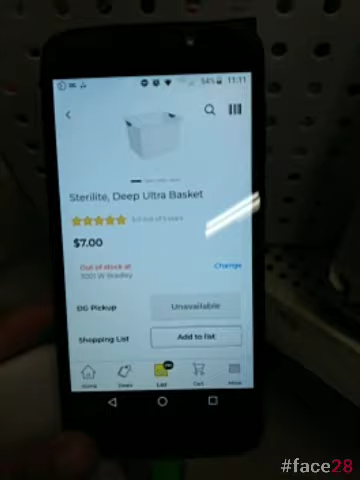 54% 11:11
Sterilite, Deep Ultra Basket
5.0 out of 5 stars
$7.00
Out of stock at
Change
3001 W Bradley
DG Pickup
Unavailable
Shopping List
Add to list
Home
Deals
List
Cart
More
#face28